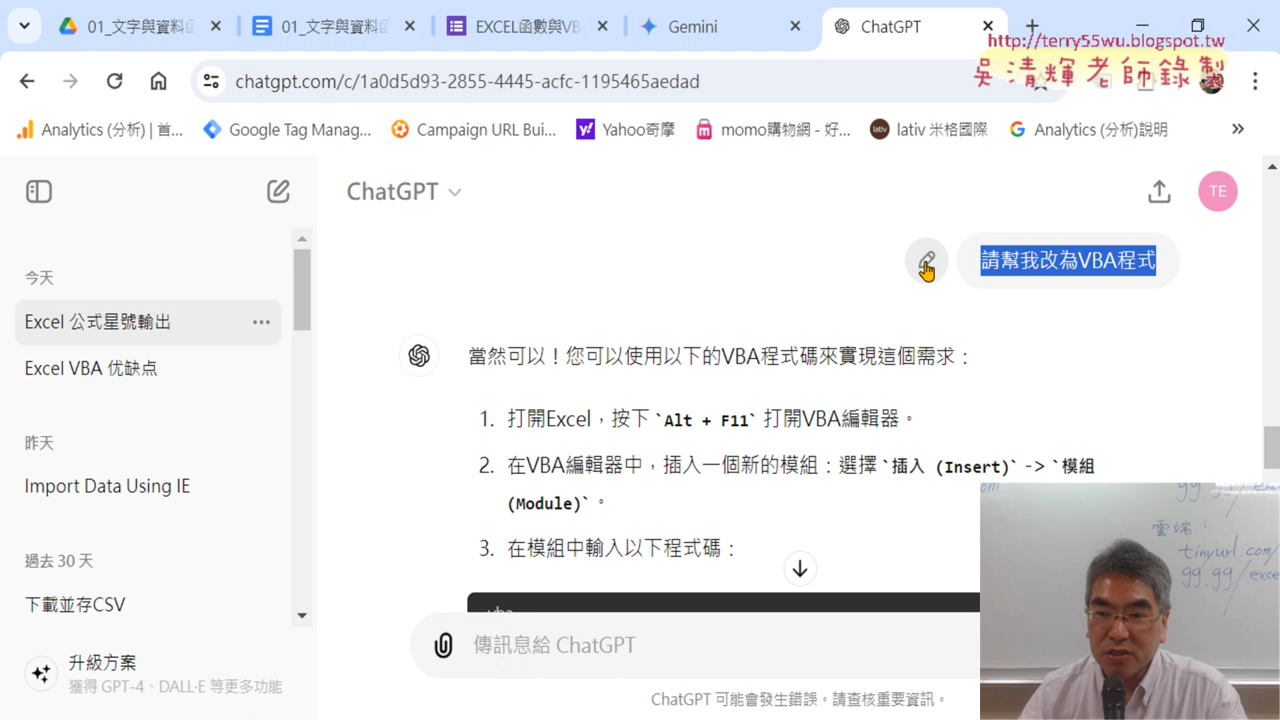 01_文字與資料函
01_文字與資料函
EXCEL函數與VB
Gemini
ChatGPT
http://terry55wu.blogspot.tw
吳清輝老師錄製
chatgpt.com/c/1a0d5d93-2835-4445-acfc-1195465aedad
Analytics (分析) | 首...
Google Tag Manag...
Campaign URL Bui...
Yahoo奇摩
momo購物網 - 好...
lativ 米格國際
Analytics (分析)說明
ChatGPT
TE
今天
請幫我改為VBA程式
Excel 公式星號輸出
當然可以！您可以使用以下的VBA程式碼來實現這個需求：
Excel VBA 优缺点
1. 打開Excel，按下 `Alt + F11` 打開VBA編輯器。
昨天
2. 在VBA編輯器中，插入一個新的模組：選擇 `插入 (Insert)` -> `模組
Import Data Using IE
(Module)`。
3. 在模組中輸入以下程式碼：
過去 30 天
vba
下載並存CSV
傳訊息給 ChatGPT
升級方案
獲得 GPT-4、DALL·E 等更多功能
ChatGPT 可能會發生錯誤。請查核重要資訊。
雲端：
tinyurl.com/
gg.gg/exce